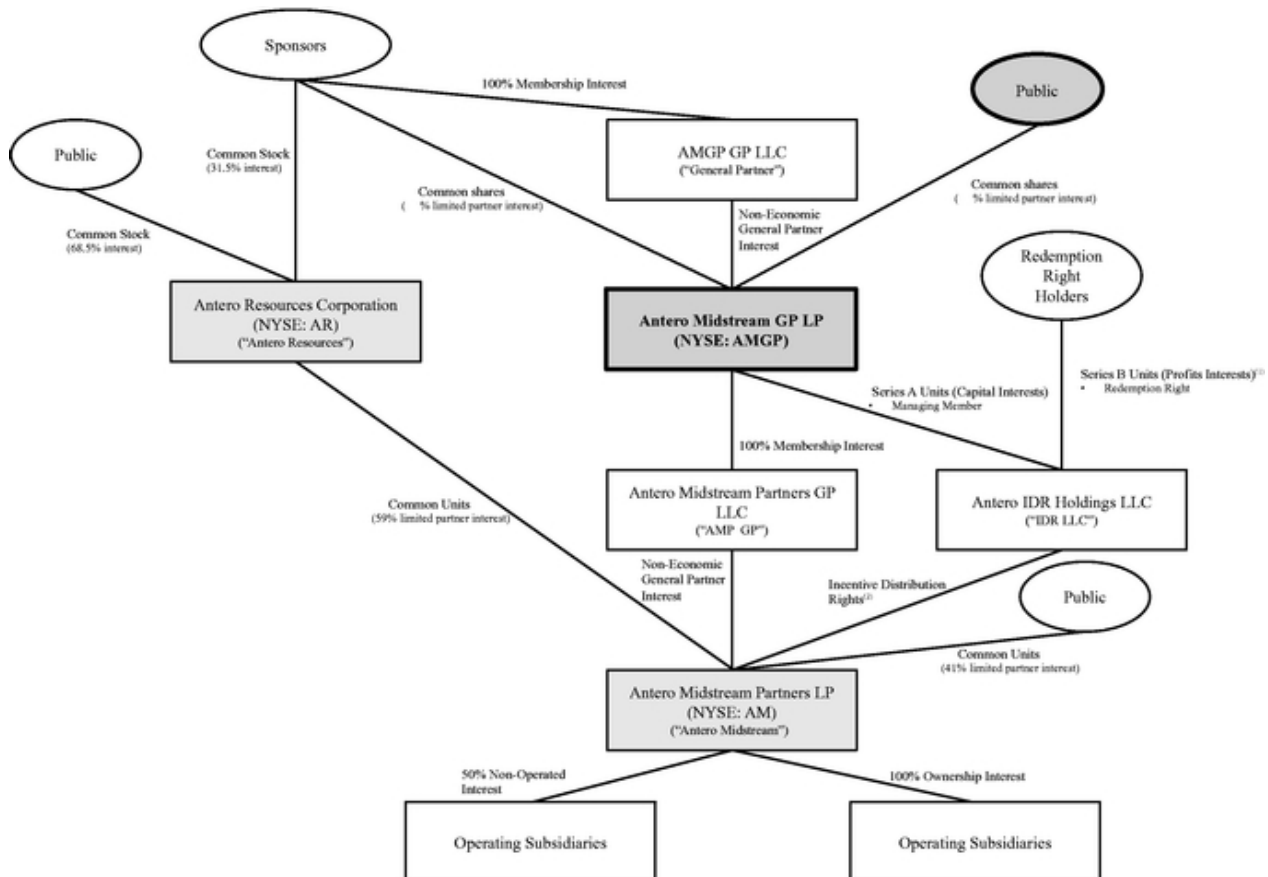 Sponsors
100% Membership Interest
Public
Public
AMGP GP LLC
(“General Partner”)
Common Stock
(31.5% interest)
Common shares
( % limited partner interest)
Common shares
( % limited partner interest)
Non-Economic
General Partner
Interest
Common Stock
(68.5% interest)
Redemption
Right
Holders
Antero Resources Corporation
(NYSE: AR)
(“Antero Resources”)
Antero Midstream GP LP
(NYSE: AMGP)
Series B Units (Profits Interests)(1)
• Redemption Right
Series A Units (Capital Interests)
• Managing Member
100% Membership Interest
Antero Midstream Partners GP
LLC
(“AMP GP”)
Antero IDR Holdings LLC
(“IDR LLC”)
Common Units
(59% limited partner interest)
Non-Economic
General Partner
Interest
Incentive Distribution
Rights(2)
Public
Common Units
(41% limited partner interest)
Antero Midstream Partners LP
(NYSE: AM)
(“Antero Midstream”)
50% Non-Operated
Interest
100% Ownership Interest
Operating Subsidiaries
Operating Subsidiaries